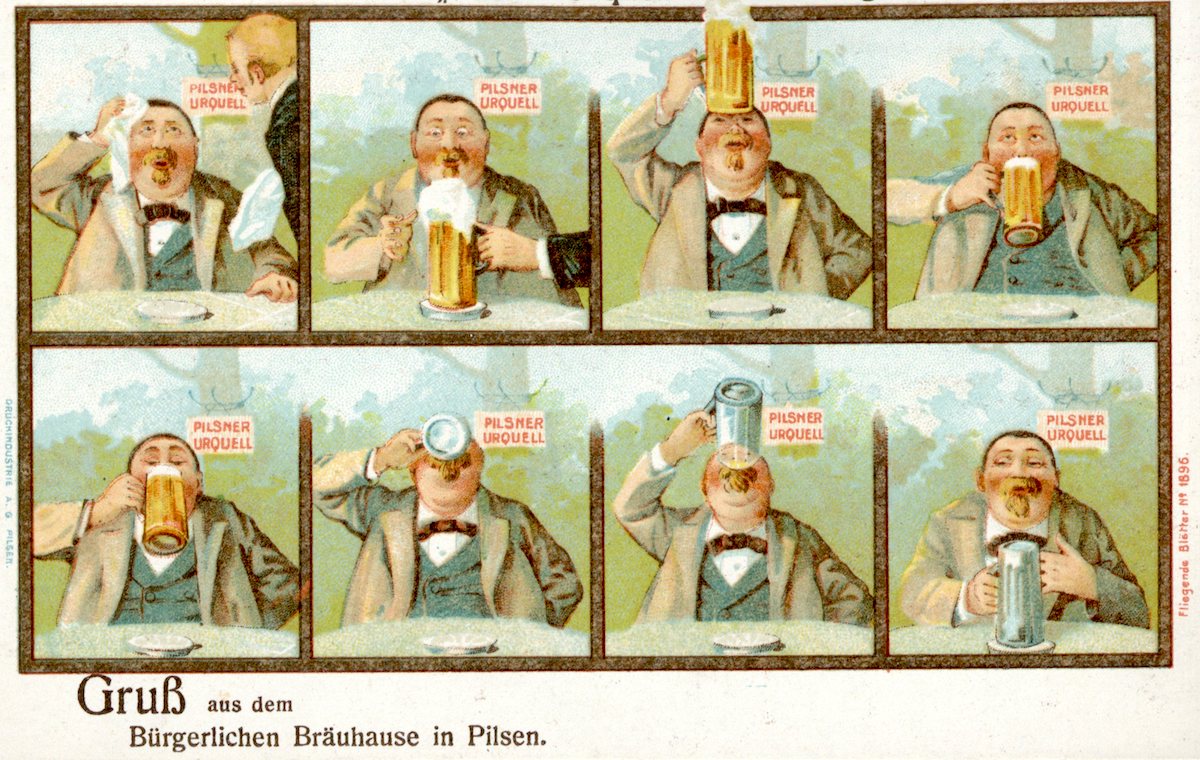 PILSNER
URQUELL
PILSNER
URQUELL
PILSNER
URQUELL
PILSNER
URQUELL
PILSNER
URQUELL
PILSNER
URQUELL
PILSNER
URQUELL
PILSNER
URQUELL
DRUCKINDUSTRIE A. G. PILSEN.
Fliegende Blätter Nº 1896.
Gruß aus dem
Bürgerlichen Bräuhause in Pilsen.